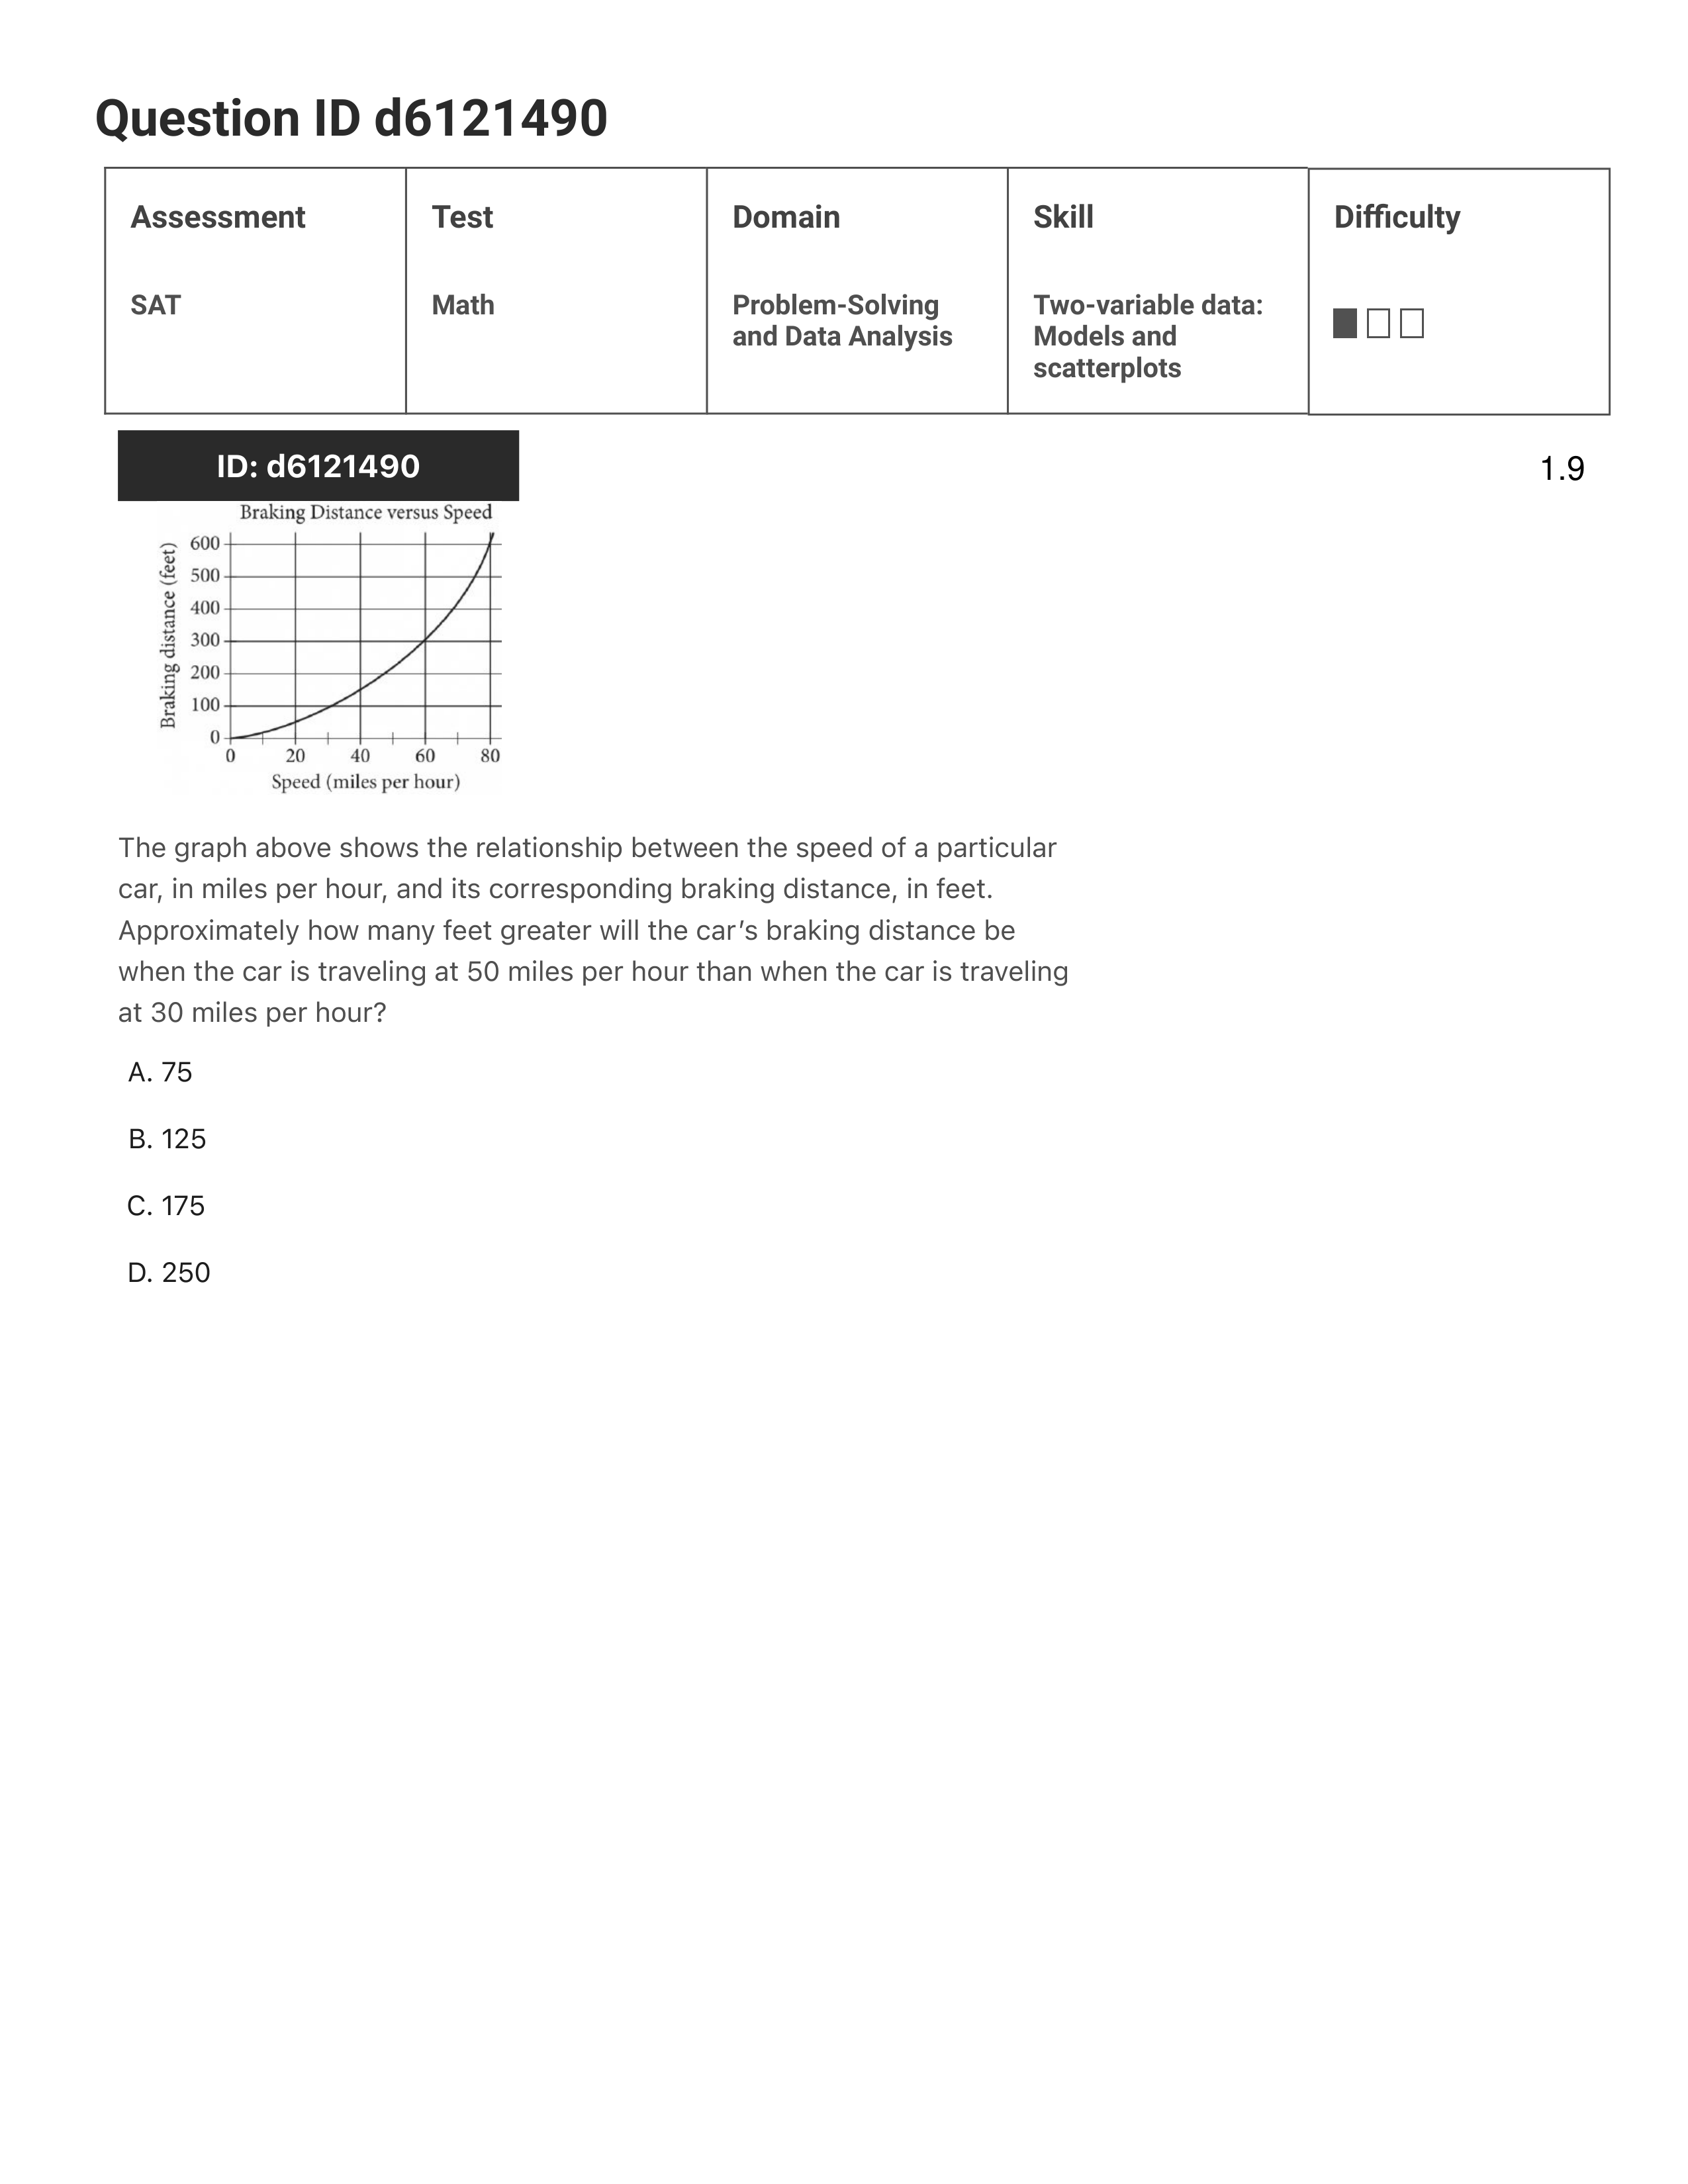 Question ID d6121490
Assessment Test Domain Skill Difficulty
SAT Math Problem-Solving Two-variable data:
and Data Analysis Models and
scatterplots
ID: d6121490 1.9
Braking Distance versus Speed
Braking distance (feet)
600
500
400
300
200
100
0
0 20 40 60 80
Speed (miles per hour)
The graph above shows the relationship between the speed of a particular
car, in miles per hour, and its corresponding braking distance, in feet.
Approximately how many feet greater will the car’s braking distance be
when the car is traveling at 50 miles per hour than when the car is traveling
at 30 miles per hour?
A. 75
B. 125
C. 175
D. 250